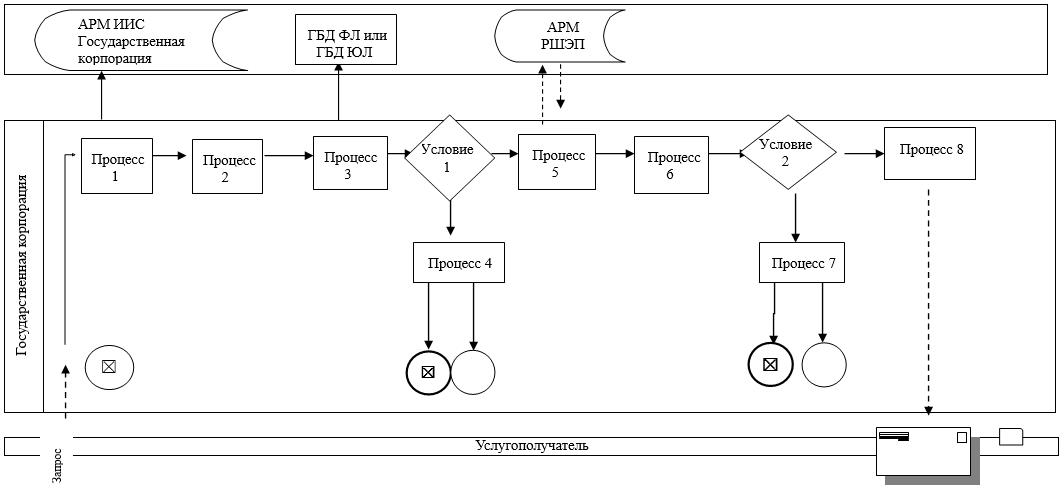 АРМ ИИС
Государственная
корпорация
ГБД ФЛ или
ГБД ЮЛ
АРМ
РШЭП
Государственная корпорация
Процесс
1
Процесс
2
Процесс
3
Условие
1
Процесс
5
Процесс
6
Условие
2
Процесс 8
Процесс 4
Процесс 7
Запрос
Услугополучатель